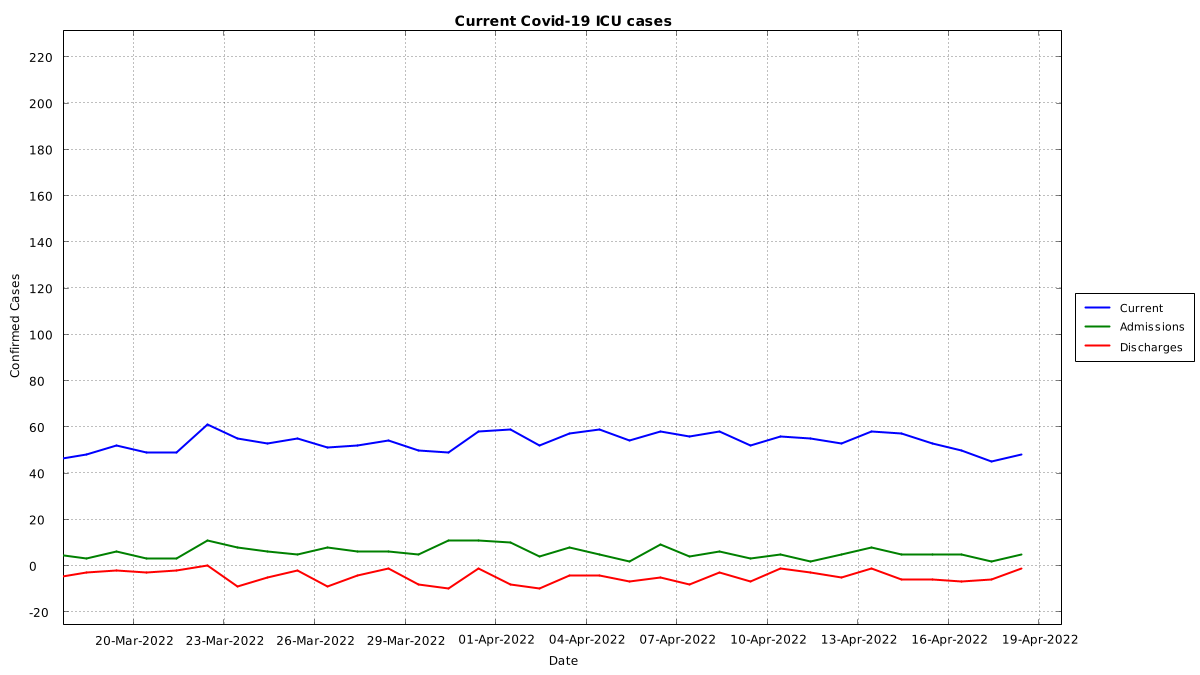 Current Covid-19 ICU cases
220
200
180
160
140
120
100
80
60
40
20
0
-20
Confirmed Cases
20-Mar-2022 23-Mar-2022 26-Mar-2022 29-Mar-2022 01-Apr-2022 04-Apr-2022 07-Apr-2022 10-Apr-2022 13-Apr-2022 16-Apr-2022 19-Apr-2022
Date
Current
Admissions
Discharges